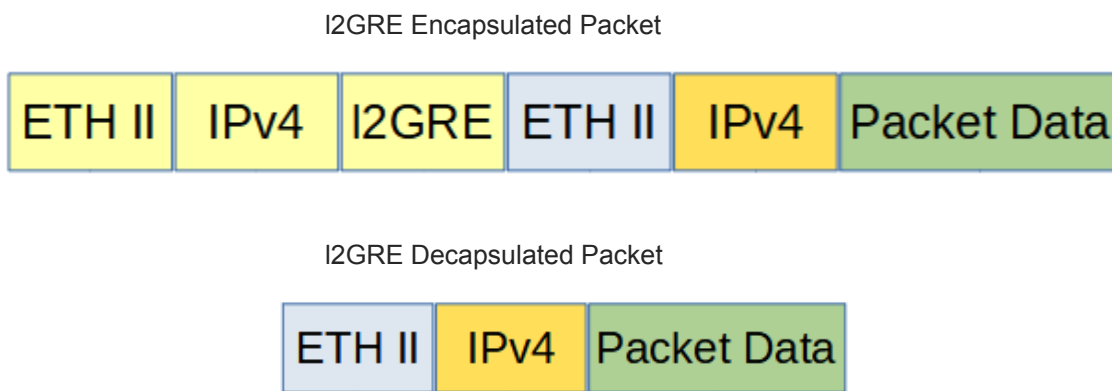 l2GRE Encapsulated Packet
ETH II IPv4 l2GRE ETH II IPv4 Packet Data
l2GRE Decapsulated Packet
ETH II IPv4 Packet Data